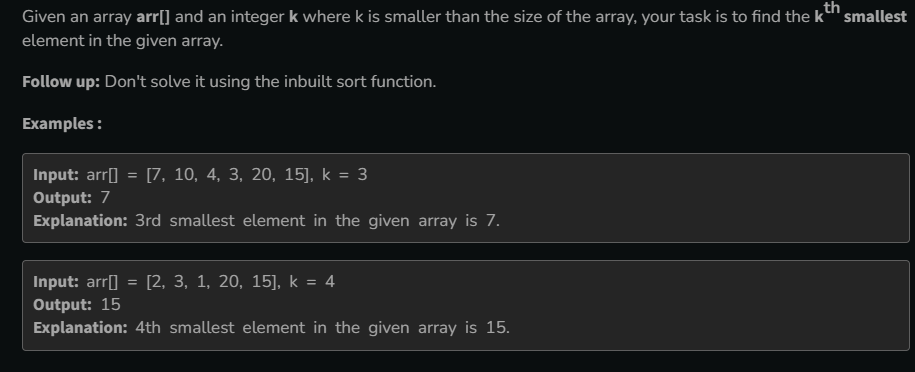 Given an array arr[] and an integer k where k is smaller than the size of the array, your task is to find the kth smallest
element in the given array.
Follow up: Don't solve it using the inbuilt sort function.
Examples :
Input: arr[] = [7, 10, 4, 3, 20, 15], k = 3
Output: 7
Explanation: 3rd smallest element in the given array is 7.
Input: arr[] = [2, 3, 1, 20, 15], k = 4
Output: 15
Explanation: 4th smallest element in the given array is 15.